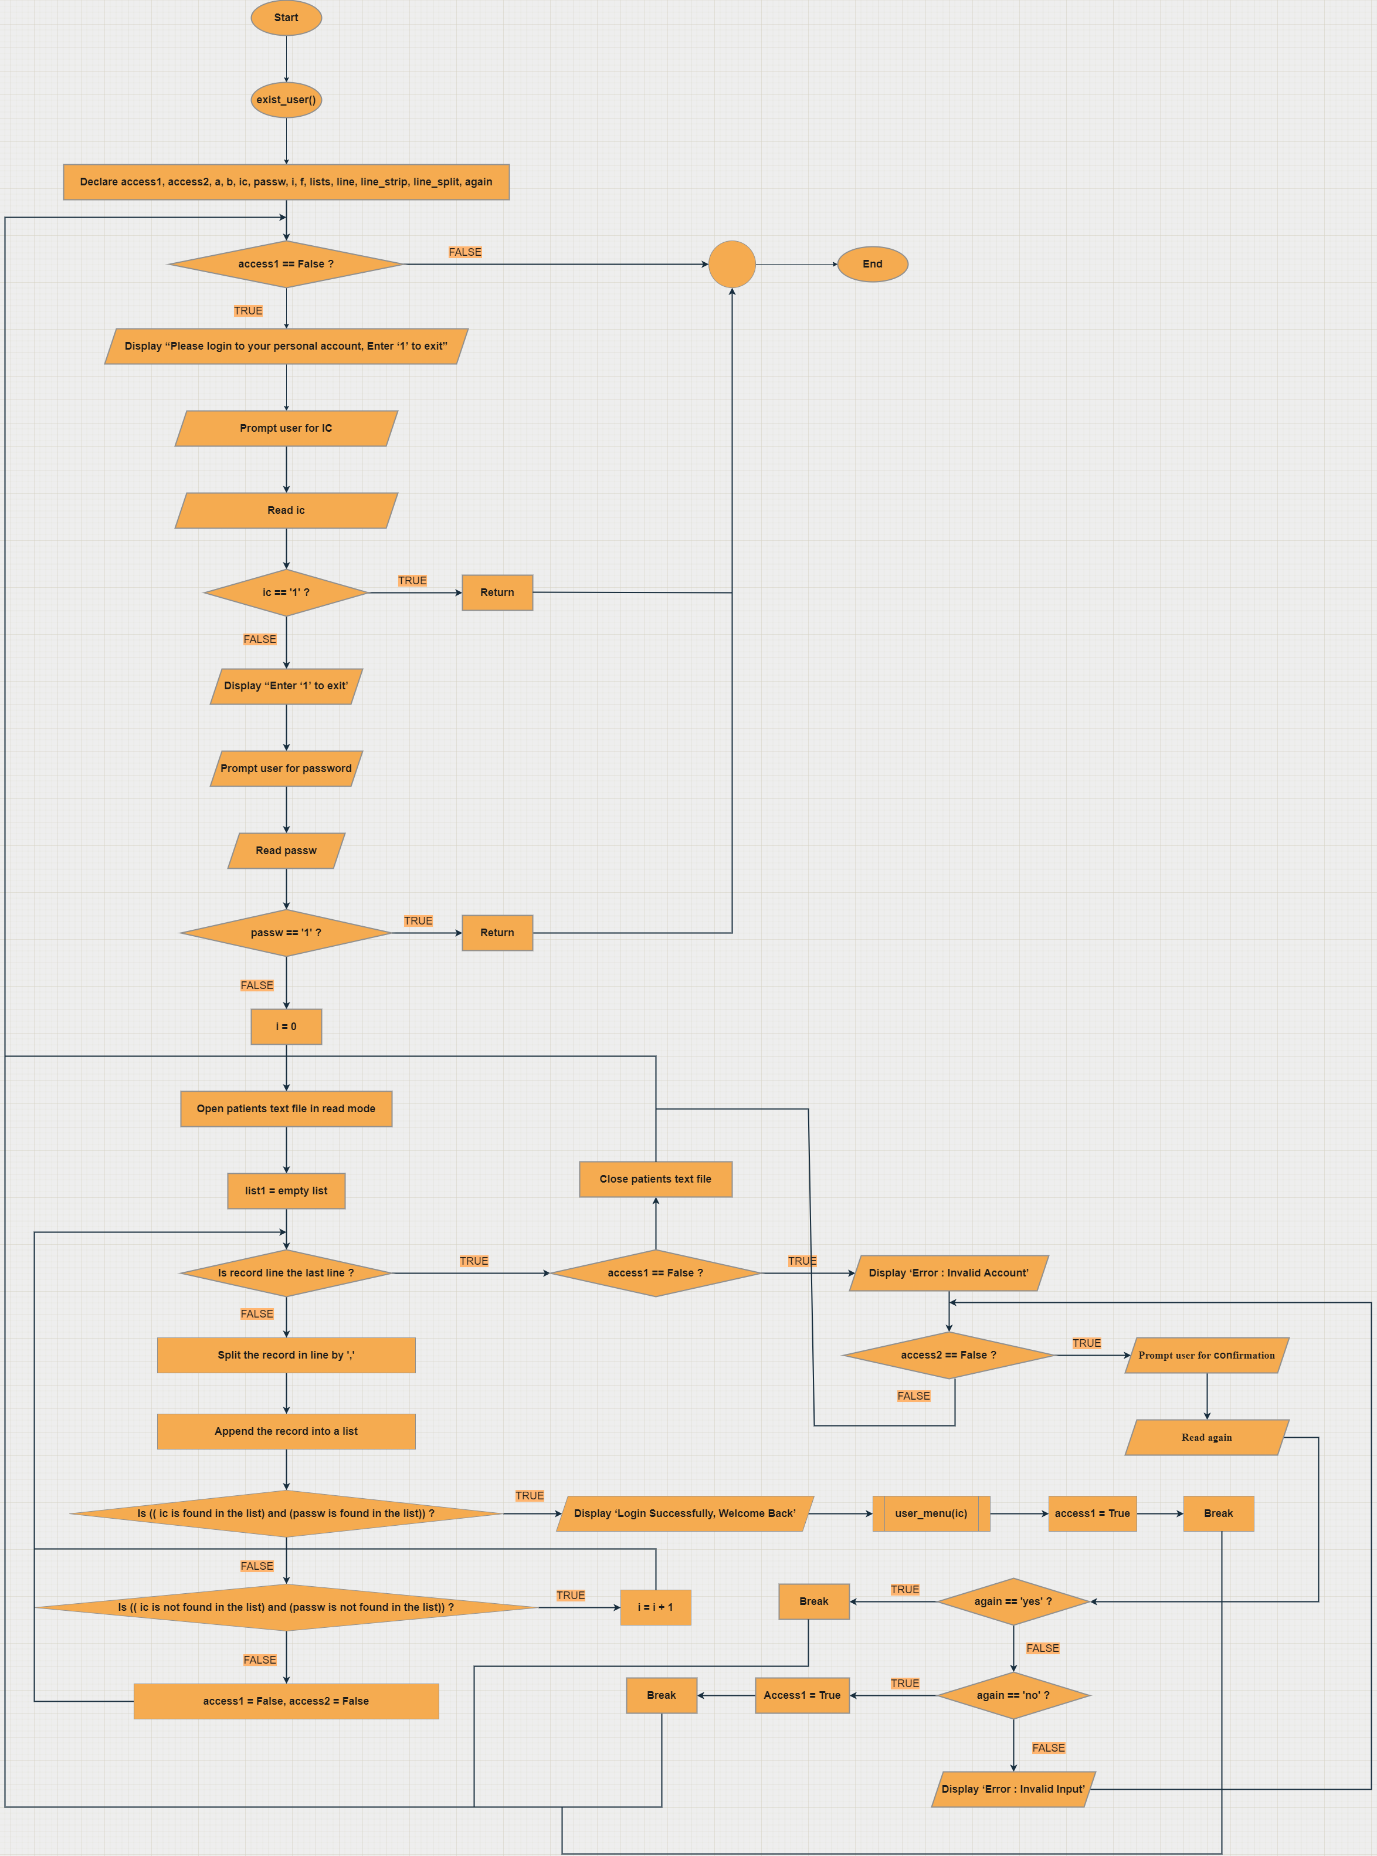 Start
exist_user()
Declare access1, access2, a, b, ic, passw, i, f, lists, line, line_strip, line_split, again
access1 == False ?
FALSE
End
TRUE
Display “Please login to your personal account, Enter ‘1’ to exit”
Prompt user for IC
Read ic
ic == '1' ?
TRUE
Return
FALSE
Display “Enter ‘1’ to exit’
Prompt user for password
Read passw
passw == '1' ?
TRUE
Return
FALSE
i = 0
Open patients text file in read mode
list1 = empty list
Close patients text file
Is record line the last line ?
TRUE
access1 == False ?
TRUE
Display ‘Error : Invalid Account’
FALSE
Split the record in line by ','
access2 == False ?
TRUE
Prompt user for confirmation
FALSE
Append the record into a list
Read again
Is (( ic is found in the list) and (passw is found in the list)) ?
TRUE
Display ‘Login Successfully, Welcome Back’
user_menu(ic)
access1 = True
Break
FALSE
Is (( ic is not found in the list) and (passw is not found in the list)) ?
TRUE
i = i + 1
Break
TRUE
again == 'yes' ?
FALSE
FALSE
access1 = False, access2 = False
Break
Access1 = True
TRUE
again == 'no' ?
FALSE
Display ‘Error : Invalid Input’